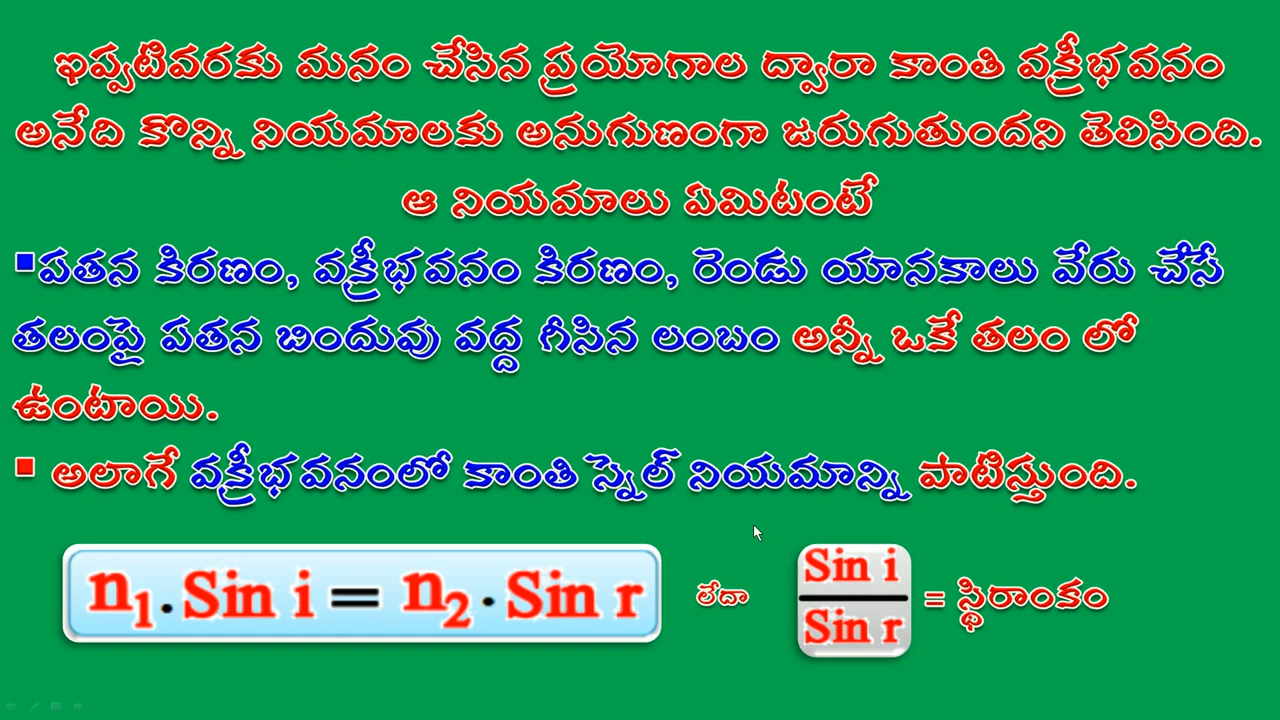 ఇప్పటివరకు మనం చేసిన ప్రయోగాల ద్వారా కాంతి వక్రీభవనం
అనేది కొన్ని నియమాలకు అనుగుణంగా జరుగుతుందని తెలిసింది.
ఆ నియమాలు ఏమిటంటే
▪పతన కిరణం, వక్రీభవనం కిరణం, రెండు యానకాలు వేరు చేసే
తలంపై పతన బిందువు వద్ద గీసిన లంబం అన్నీ ఒకే తలం లో
ఉంటాయి.
▪ అలాగే వక్రీభవనంలో కాంతి స్నెల్ నియమాన్ని పాటిస్తుంది.
n₁.Sin i = n₂.Sin r లేదా Sin i / Sin r = స్థిరాంకం